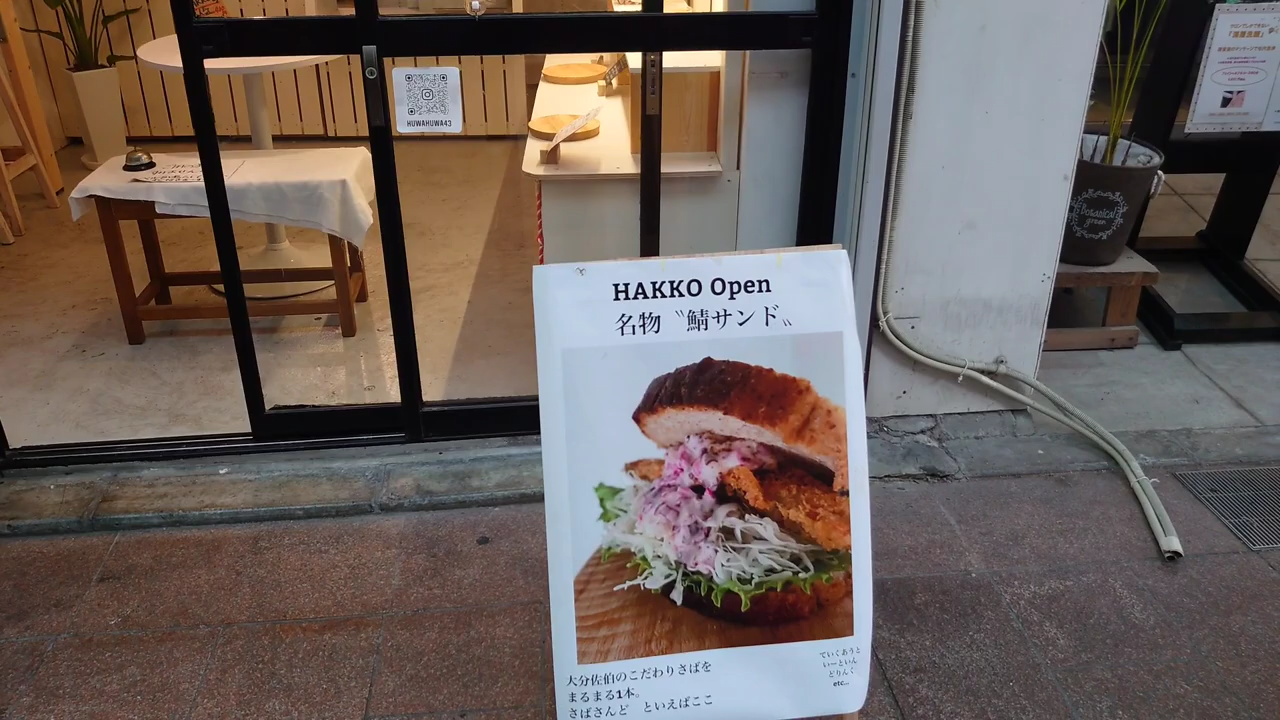 HUWAHUWA43
HAKKO Open
名物〝鯖サンド〟
大分佐伯のこだわりさばを
まるまる1本。
さばさんど　といえばここ
ていくあうと
いーといん
どりんく
etc...
Botanical
green